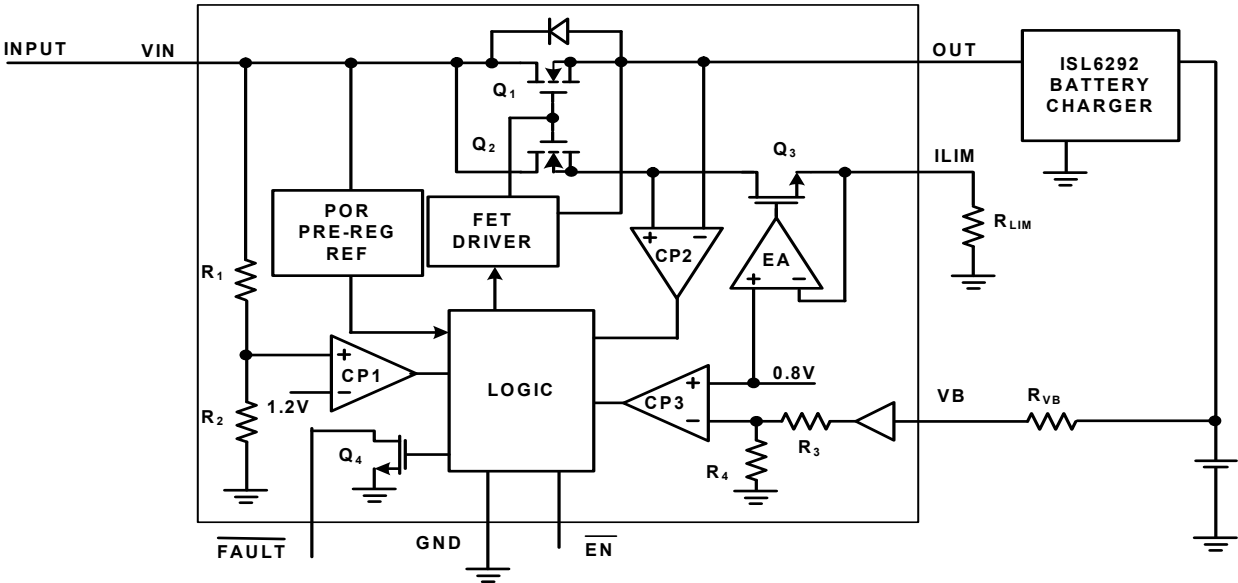 INPUT
VIN
OUT
ISL6292
BATTERY
CHARGER
Q1
Q2
Q3
ILIM
POR
PRE-REG
REF
FET
DRIVER
RLIM
+
−
CP2
EA
+
−
R1
+
CP1
−
1.2V
LOGIC
+
CP3
−
0.8V
VB
RVB
R2
R3
R4
Q4
FAULT
GND
EN